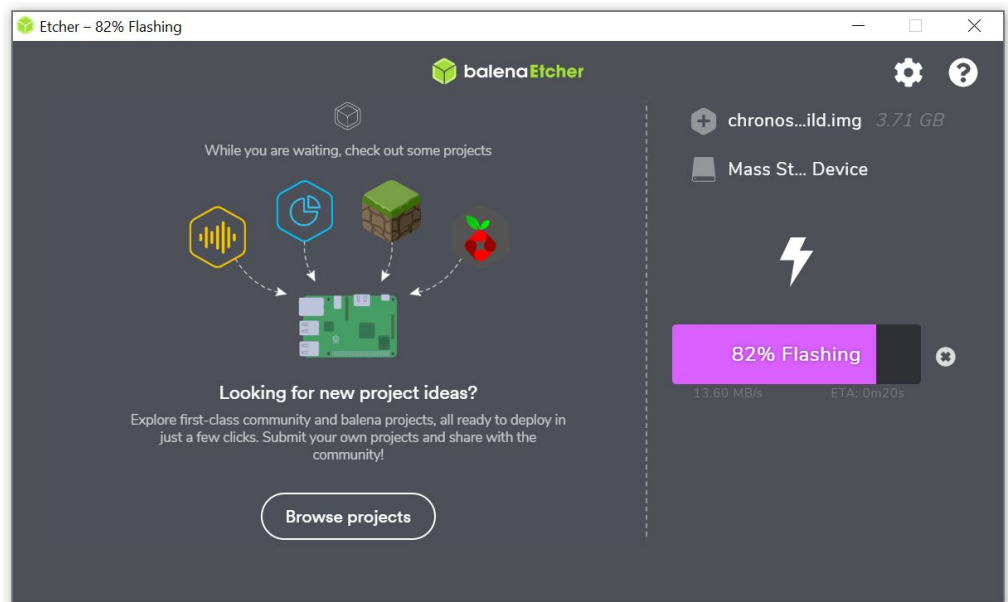 Etcher – 82% Flashing
balenaEtcher
While you are waiting, check out some projects
Looking for new project ideas?
Explore first-class community and balena projects, all ready to deploy in
just a few clicks. Submit your own projects and share with the
community!
Browse projects
chronos...ild.img 3.71 GB
Mass St... Device
82% Flashing
13.60 MB/s ETA: 0m20s